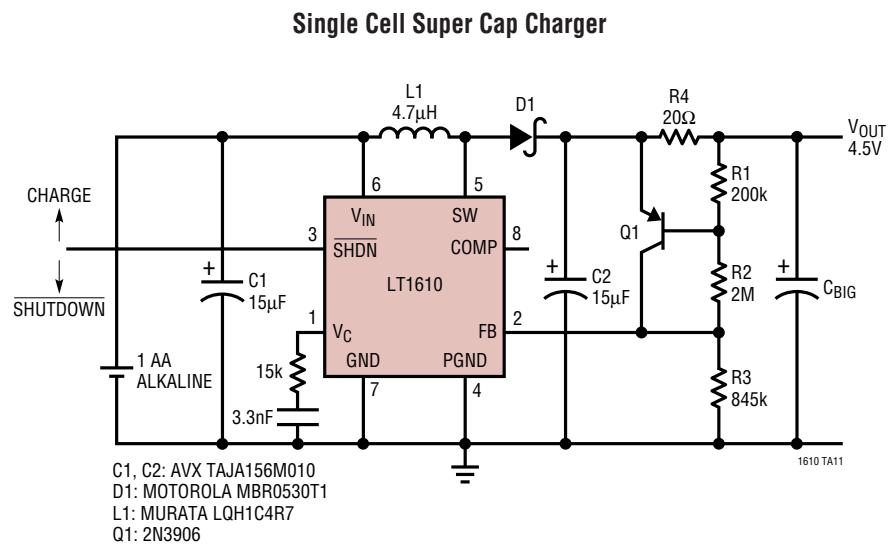 Single Cell Super Cap Charger
L1
4.7μH
D1
R4
20Ω
VOUT
4.5V
CHARGE
SHUTDOWN
6
5
VIN
SW
3
SHDN
COMP
8
LT1610
1
VC
FB
2
GND
PGND
7
4
+
C1
15μF
15k
3.3nF
1 AA
ALKALINE
+
C2
15μF
Q1
R1
200k
R2
2M
R3
845k
+
CBIG
1610 TA11
C1, C2: AVX TAJA156M010
D1: MOTOROLA MBR0530T1
L1: MURATA LQH1C4R7
Q1: 2N3906